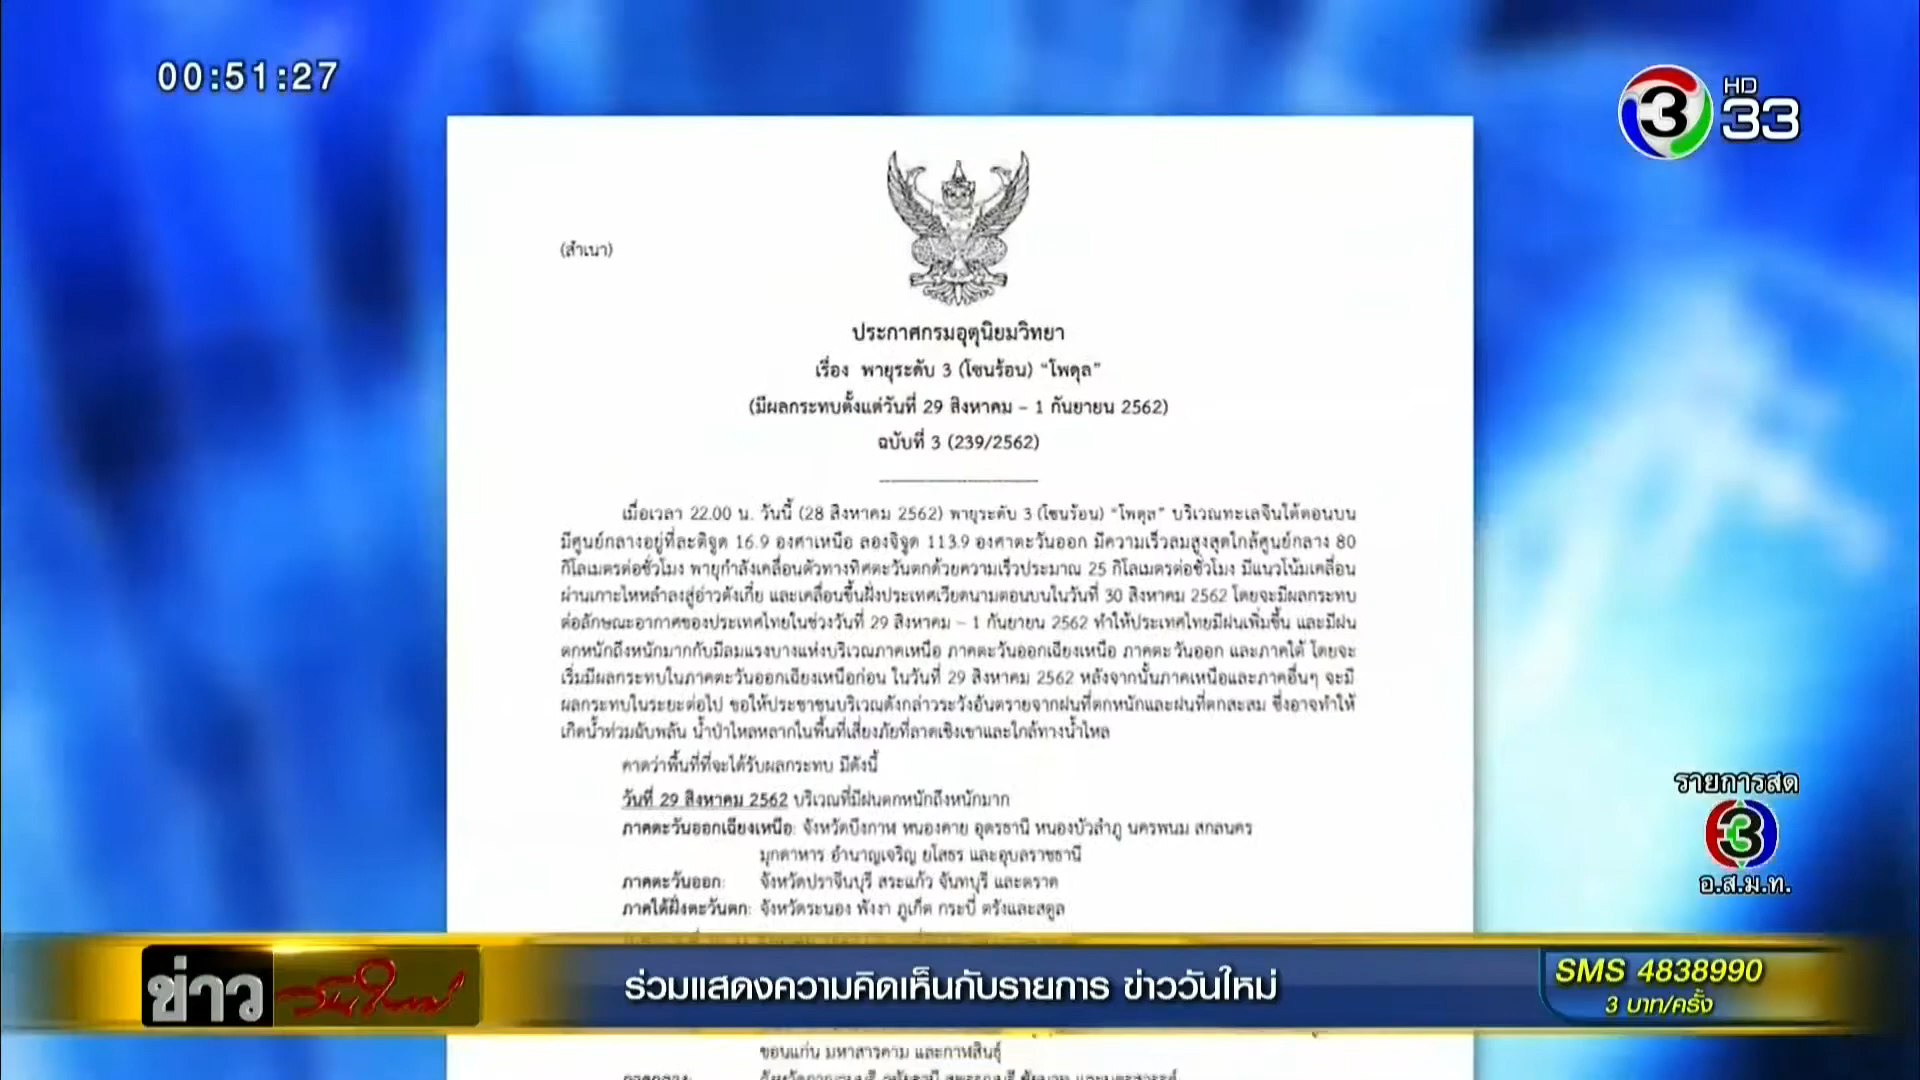 00:51:27
HD
3 33
(สำเนา)
ประกาศกรมอุตุนิยมวิทยา
เรื่อง พายุระดับ 3 (โซนร้อน) “โพดุล”
(มีผลกระทบตั้งแต่วันที่ 29 สิงหาคม – 1 กันยายน 2562)
ฉบับที่ 3 (239/2562)
เมื่อเวลา 22.00 น. วันนี้ (28 สิงหาคม 2562) พายุระดับ 3 (โซนร้อน) “โพดุล” บริเวณทะเลจีนใต้ตอนบน
มีศูนย์กลางอยู่ที่ละติจูด 16.9 องศาเหนือ ลองจิจูด 113.9 องศาตะวันออก มีความเร็วลมสูงสุดใกล้ศูนย์กลาง 80
กิโลเมตรต่อชั่วโมง พายุกำลังเคลื่อนตัวทางทิศตะวันตกด้วยความเร็วประมาณ 25 กิโลเมตรต่อชั่วโมง มีแนวโน้มเคลื่อน
ผ่านเกาะไหหลำลงสู่อ่าวตังเกี๋ย และเคลื่อนขึ้นฝั่งประเทศเวียดนามตอนบนในวันที่ 30 สิงหาคม 2562 โดยจะมีผลกระทบ
ต่อลักษณะอากาศของประเทศไทยในช่วงวันที่ 29 สิงหาคม – 1 กันยายน 2562 ทำให้ประเทศไทยมีฝนเพิ่มขึ้น และมีฝน
ตกหนักถึงหนักมากกับมีลมแรงบางแห่งบริเวณภาคเหนือ ภาคตะวันออกเฉียงเหนือ ภาคตะวันออก และภาคใต้ โดยจะ
เริ่มมีผลกระทบในภาคตะวันออกเฉียงเหนือก่อน ในวันที่ 29 สิงหาคม 2562 หลังจากนั้นภาคเหนือและภาคอื่นๆ จะมี
ผลกระทบในระยะต่อไป ขอให้ประชาชนบริเวณดังกล่าวระวังอันตรายจากฝนที่ตกหนักและฝนที่ตกสะสม ซึ่งอาจทำให้
เกิดน้ำท่วมฉับพลัน น้ำป่าไหลหลากในพื้นที่เสี่ยงภัยที่ลาดเชิงเขาและใกล้ทางน้ำไหล
คาดว่าพื้นที่ที่จะได้รับผลกระทบ มีดังนี้
วันที่ 29 สิงหาคม 2562 บริเวณที่มีฝนตกหนักถึงหนักมาก
ภาคตะวันออกเฉียงเหนือ: จังหวัดบึงกาฬ หนองคาย อุดรธานี หนองบัวลำภู นครพนม สกลนคร
มุกดาหาร อำนาญเจริญ ยโสธร และอุบลราชธานี
ภาคตะวันออก: จังหวัดปราจีนบุรี สระแก้ว จันทบุรี และตราด
ภาคใต้ฝั่งตะวันตก: จังหวัดระนอง พังงา ภูเก็ต กระบี่ ตรังและสตูล
รายการสด
3
อ.ส.ม.ท.
ข่าว วันใหม่
ร่วมแสดงความคิดเห็นกับรายการ ข่าววันใหม่
SMS 4838990
3 บาท/ครั้ง
ขอนแก่น มหาสารคาม และกาฬสินธุ์